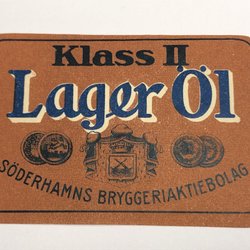 Klass II
Lager Öl
SÖDERHAMNS BRYGGERIAKTIEBOLAG